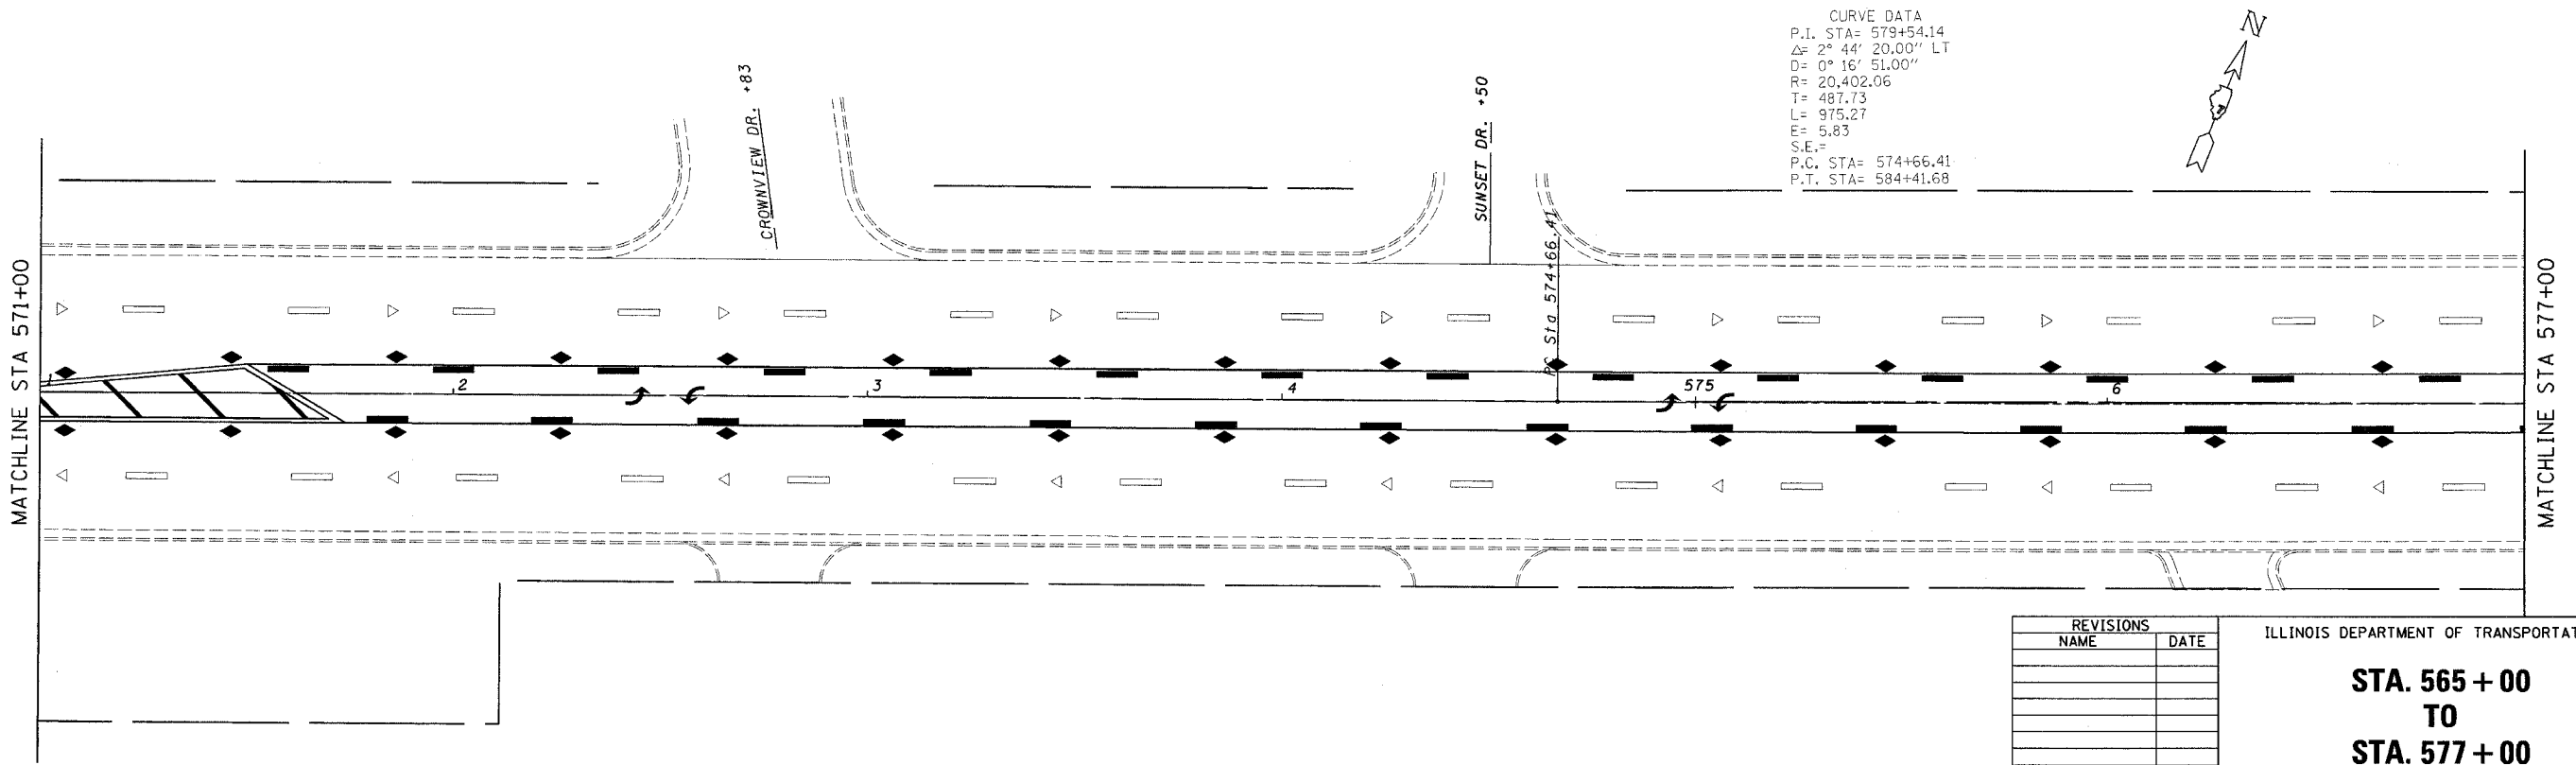 CURVE DATA
P.I. STA= 579+54.14
Δ= 2° 44' 20.00" LT
D= 0° 16' 51.00"
R= 20,402.06
T= 487.73
L= 975.27
E= 5.83
S.E.=
P.C. STA= 574+66.41
P.T. STA= 584+41.68
N
CROWNVIEW DR. +83
SUNSET DR. +50
PC Sta 574+66.41
MATCHLINE STA 571+00
MATCHLINE STA 577+00
1
2
3
4
575
6
REVISIONS
NAME DATE
ILLINOIS DEPARTMENT OF TRANSPORTAT
STA. 565 + 00
TO
STA. 577 + 00